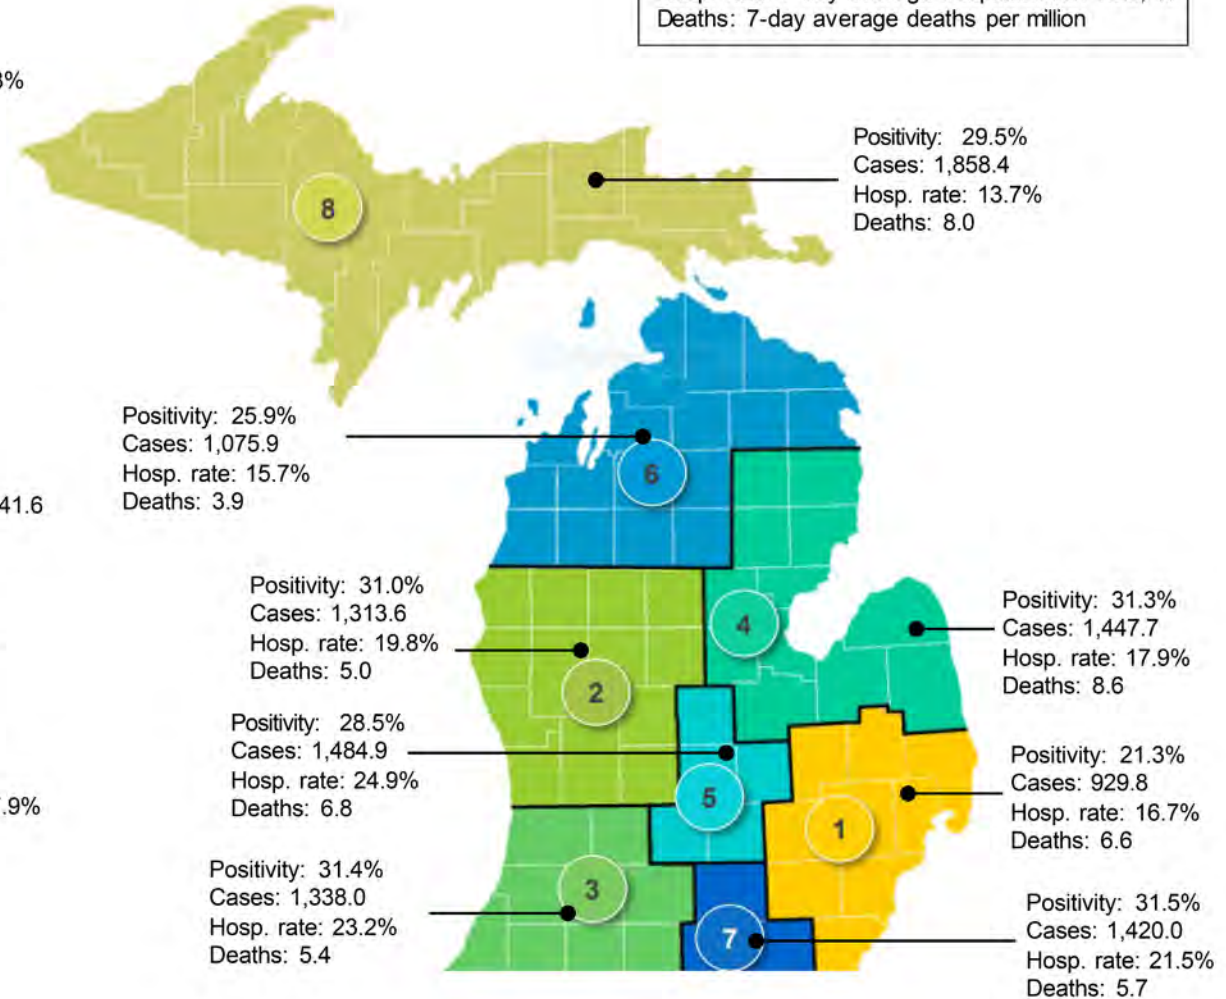 Deaths: 7-day average deaths per million
Positivity: 29.5%
Cases: 1,858.4
Hosp. rate: 13.7%
Deaths: 8.0
8
Positivity: 25.9%
Cases: 1,075.9
Hosp. rate: 15.7%
Deaths: 3.9
6
41.6
Positivity: 31.0%
Cases: 1,313.6
Hosp. rate: 19.8%
Deaths: 5.0
2
4
Positivity: 31.3%
Cases: 1,447.7
Hosp. rate: 17.9%
Deaths: 8.6
Positivity: 28.5%
Cases: 1,484.9
Hosp. rate: 24.9%
Deaths: 6.8
5
Positivity: 21.3%
Cases: 929.8
Hosp. rate: 16.7%
Deaths: 6.6
1
.9%
Positivity: 31.4%
Cases: 1,338.0
Hosp. rate: 23.2%
Deaths: 5.4
3
Positivity: 31.5%
Cases: 1,420.0
Hosp. rate: 21.5%
Deaths: 5.7
7